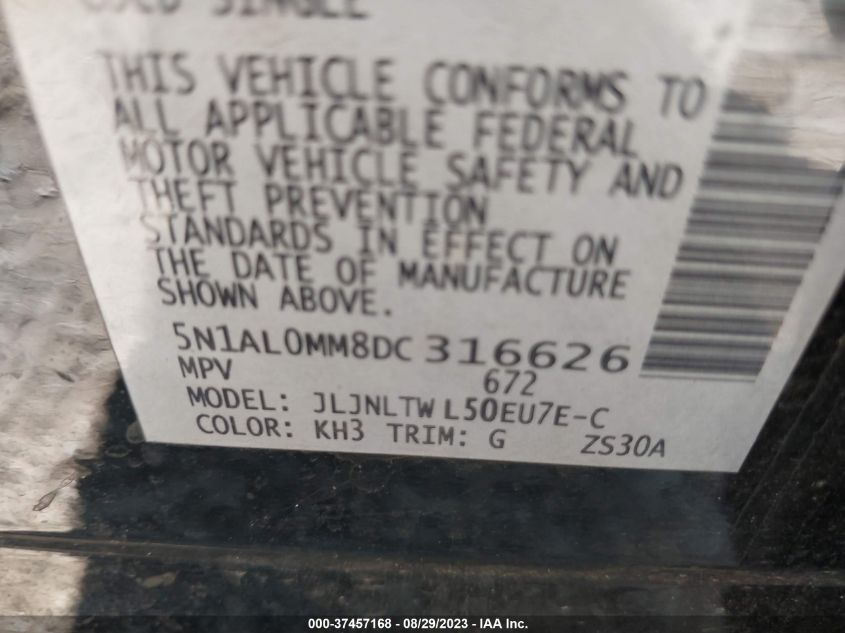 SINGLE
THIS VEHICLE CONFORMS TO
ALL APPLICABLE FEDERAL
MOTOR VEHICLE SAFETY AND
THEFT PREVENTION
STANDARDS IN EFFECT ON
THE DATE OF MANUFACTURE
SHOWN ABOVE.
5N1AL0MM8DC316626
MPV 672
MODEL: JLJNLTWL50EU7E-C
COLOR: KH3 TRIM: G ZS30A
000-37457168 - 08/29/2023 - IAA Inc.